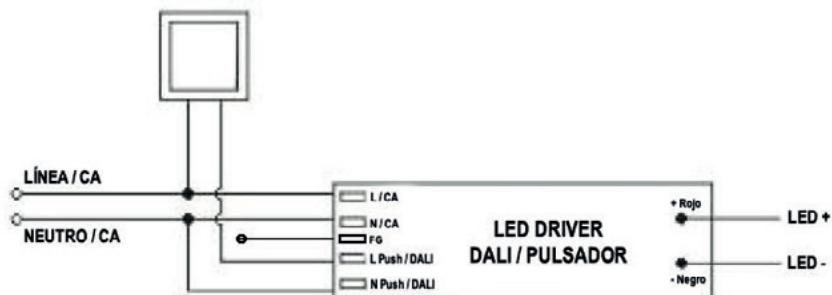 LÍNEA / CA
NEUTRO / CA
L / CA
N / CA
FG
L Push / DALI
N Push / DALI
LED DRIVER
DALI / PULSADOR
+ Rojo
- Negro
LED +
LED -